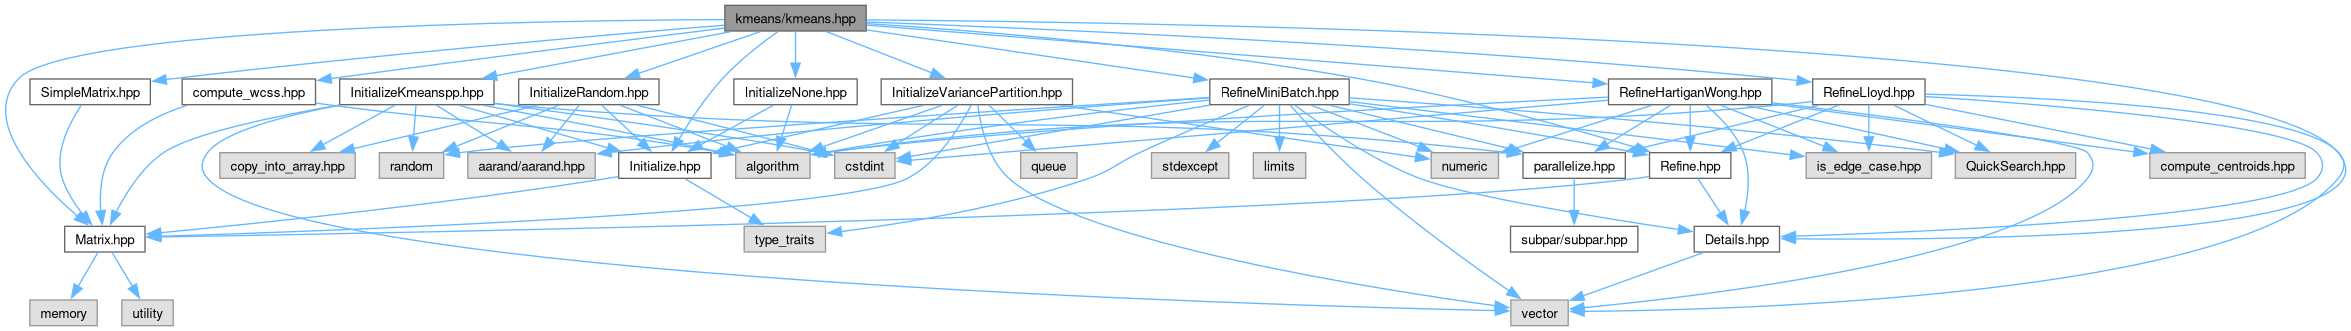 kmeans/kmeans.hpp
SimpleMatrix.hpp
compute_wcss.hpp
InitializeKmeanspp.hpp
InitializeRandom.hpp
InitializeNone.hpp
InitializeVariancePartition.hpp
RefineMiniBatch.hpp
RefineHartiganWong.hpp
RefineLloyd.hpp
copy_into_array.hpp
random
aarand/aarand.hpp
Initialize.hpp
algorithm
cstdint
queue
stdexcept
limits
numeric
parallelize.hpp
Refine.hpp
is_edge_case.hpp
QuickSearch.hpp
compute_centroids.hpp
Matrix.hpp
type_traits
subpar/subpar.hpp
Details.hpp
memory
utility
vector